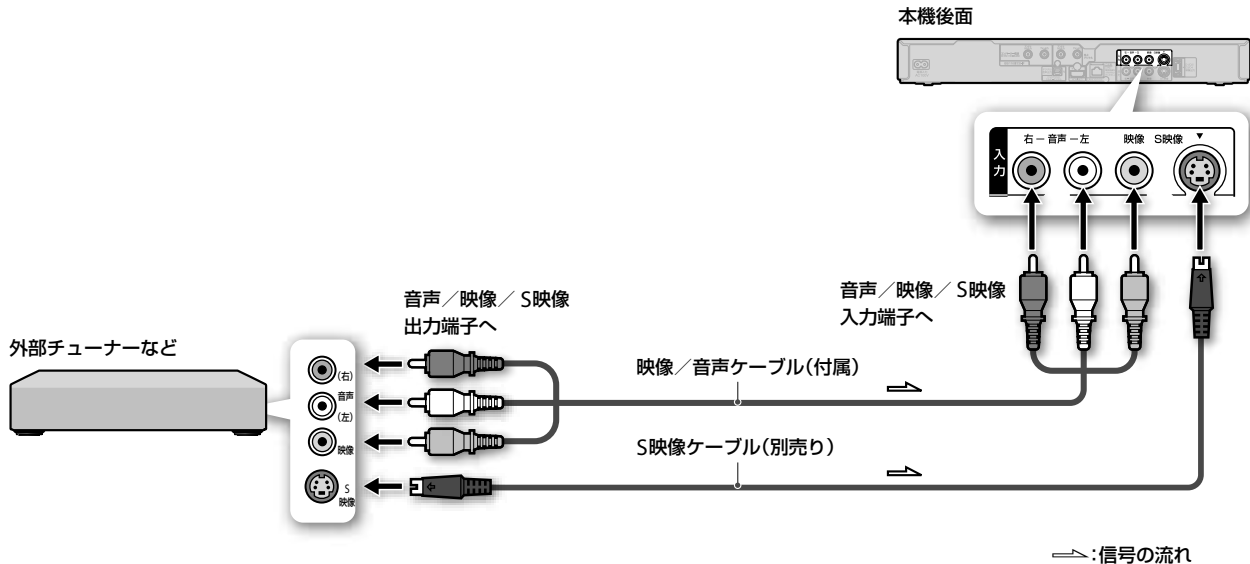 本機後面
入力
右 − 音声 − 左 映像 S映像 ▼
音声／映像／S映像
入力端子へ
音声／映像／S映像
出力端子へ
外部チューナーなど
(右)
音声
(左)
映像
S
映像
映像／音声ケーブル(付属)
S映像ケーブル(別売り)
:信号の流れ